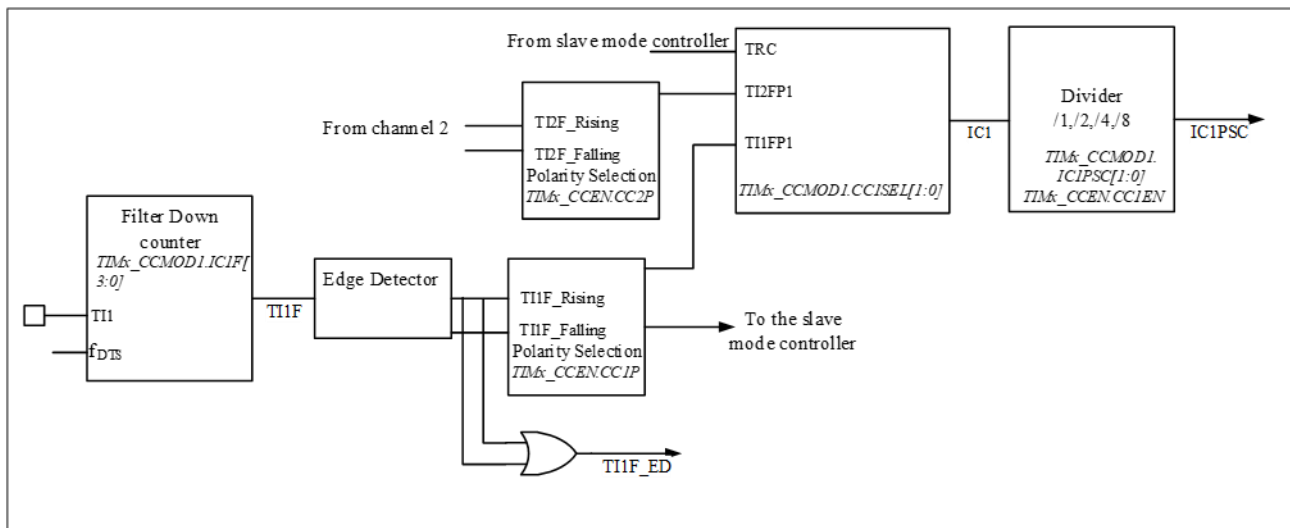 From slave mode controller
TRC
TI2FP1
TI1FP1
TIMx_CCMOD1.CC1SEL[1:0]
IC1
Divider
/1,/2,/4,/8
TIMx_CCMOD1.
IC1PSC[1:0]
TIMx_CCEN.CC1EN
IC1PSC
From channel 2
TI2F_Rising
TI2F_Falling
Polarity Selection
TIMx_CCEN.CC2P
Filter Down
counter
TIMx_CCMOD1.IC1F[
3:0]
TI1
fDTS
TI1F
Edge Detector
TI1F_Rising
TI1F_Falling
Polarity Selection
TIMx_CCEN.CC1P
To the slave
mode controller
TI1F_ED